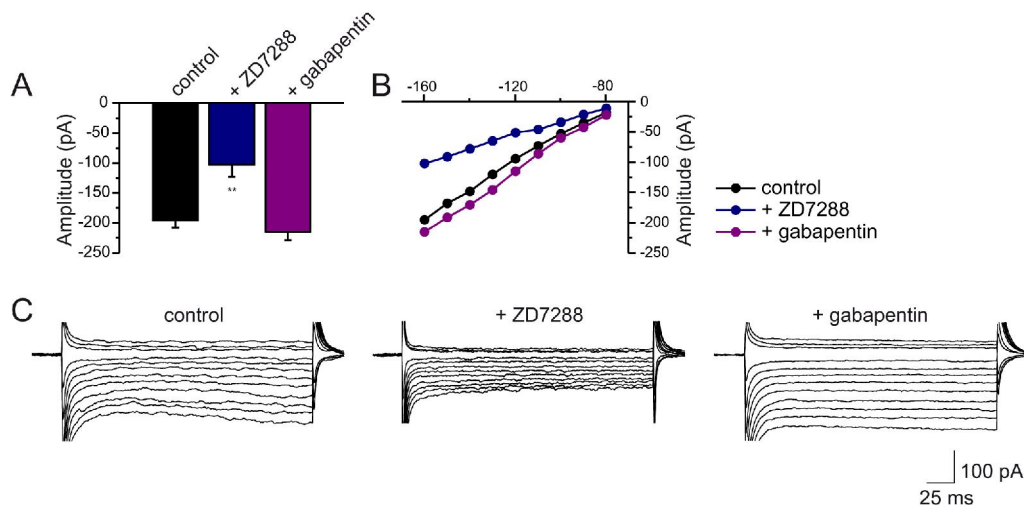 A
control
+ ZD7288
+ gabapentin
Amplitude (pA)
0
-50
-100
-150
-200
-250
**
B
-160
-120
-80
0
-50
-100
-150
-200
-250
Amplitude (pA)
control
+ ZD7288
+ gabapentin
C
control
+ ZD7288
+ gabapentin
100 pA
25 ms